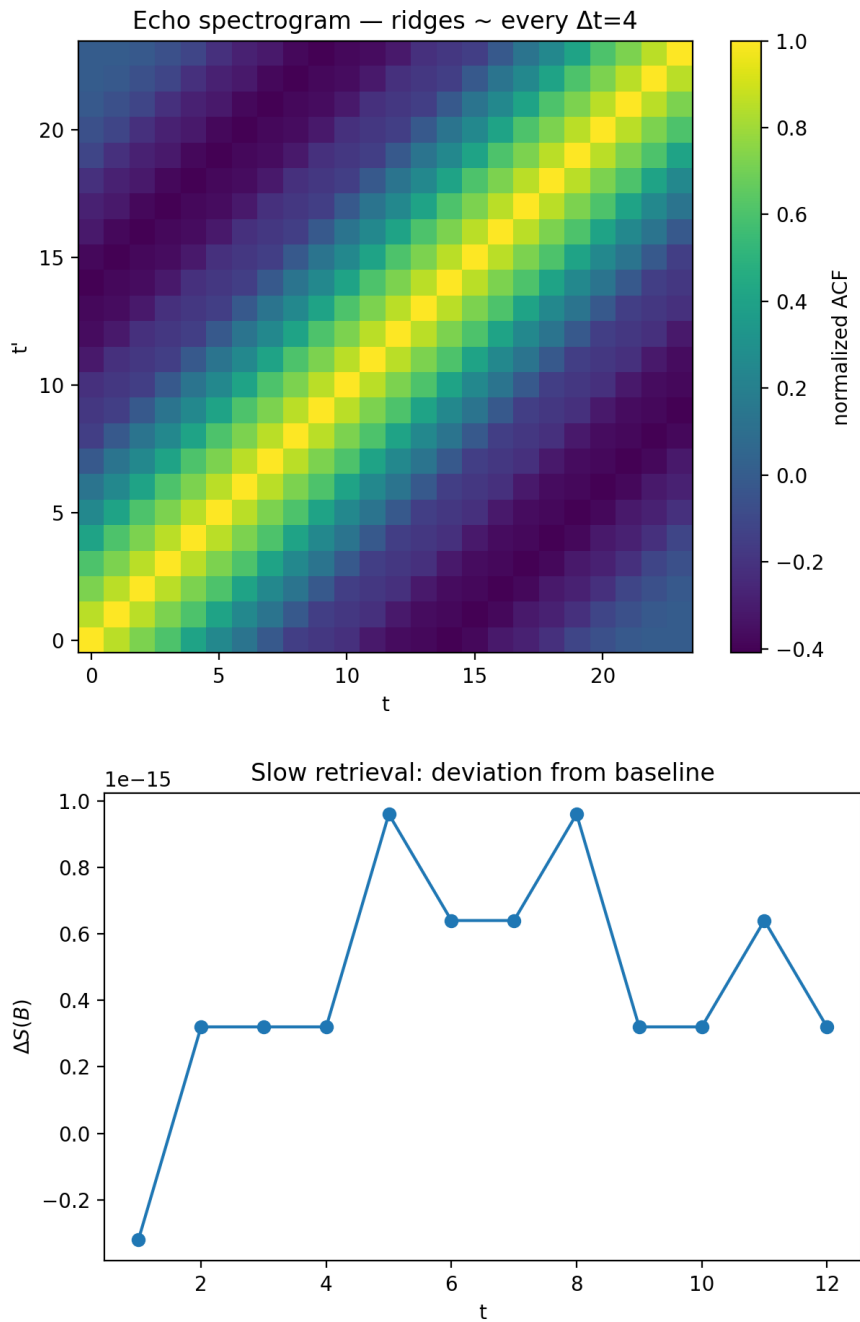 Echo spectrogram — ridges ~ every Δt=4
20
15
10
5
0
t'
0 5 10 15 20
t
1.0
0.8
0.6
0.4
0.2
0.0
−0.2
−0.4
normalized ACF
1e−15
Slow retrieval: deviation from baseline
1.0
0.8
0.6
0.4
0.2
0.0
−0.2
ΔS(B)
2 4 6 8 10 12
t